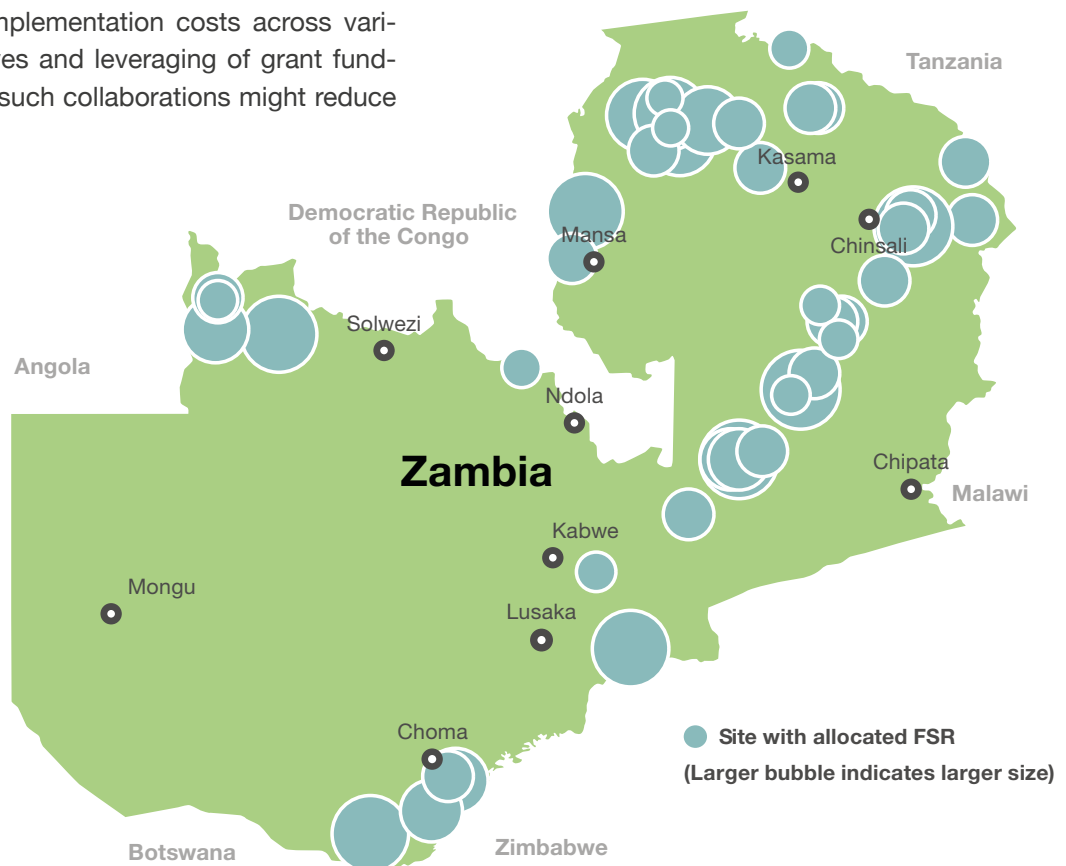 mplementation costs across vari-
ves and leveraging of grant fund-
such collaborations might reduce
Tanzania
Kasama
Democratic Republic
of the Congo
Mansa
Chinsali
Solwezi
Angola
Ndola
Zambia
Chipata
Malawi
Kabwe
Mongu
Lusaka
Choma
Site with allocated FSR
(Larger bubble indicates larger size)
Botswana
Zimbabwe